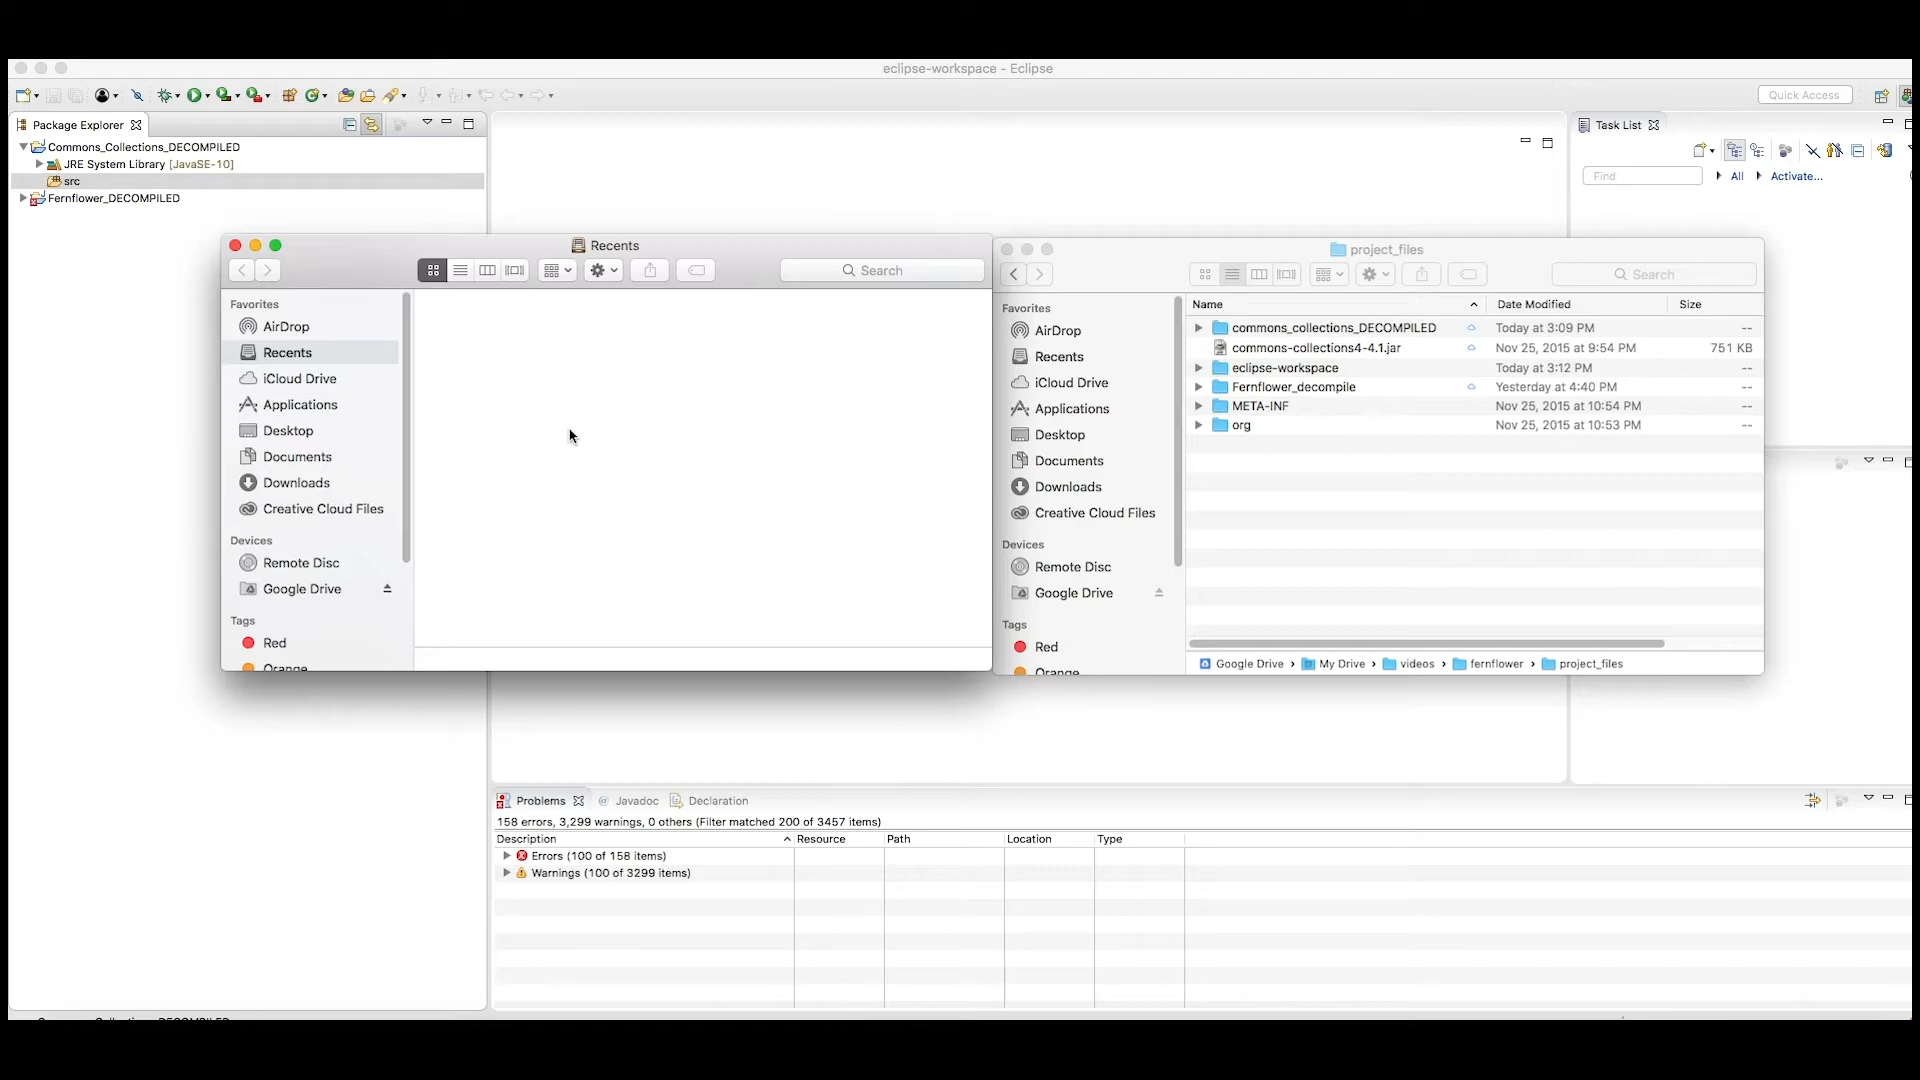 eclipse-workspace - Eclipse
Quick Access
Package Explorer
Commons_Collections_DECOMPILED
JRE System Library [JavaSE-10]
src
Fernflower_DECOMPILED
Task List
Find
All
Activate...
Recents
Search
Favorites
AirDrop
Recents
iCloud Drive
Applications
Desktop
Documents
Downloads
Creative Cloud Files
Devices
Remote Disc
Google Drive
Tags
Red
Orange
project_files
Search
Favorites
AirDrop
Recents
iCloud Drive
Applications
Desktop
Documents
Downloads
Creative Cloud Files
Devices
Remote Disc
Google Drive
Tags
Red
Orange
Name Date Modified Size
commons_collections_DECOMPILED Today at 3:09 PM --
commons-collections4-4.1.jar Nov 25, 2015 at 9:54 PM 751 KB
eclipse-workspace Today at 3:12 PM --
Fernflower_decompile Yesterday at 4:40 PM --
META-INF Nov 25, 2015 at 10:54 PM --
org Nov 25, 2015 at 10:53 PM --
Google Drive › My Drive › videos › fernflower › project_files
Problems @ Javadoc Declaration
158 errors, 3,299 warnings, 0 others (Filter matched 200 of 3457 items)
Description Resource Path Location Type
Errors (100 of 158 items)
Warnings (100 of 3299 items)